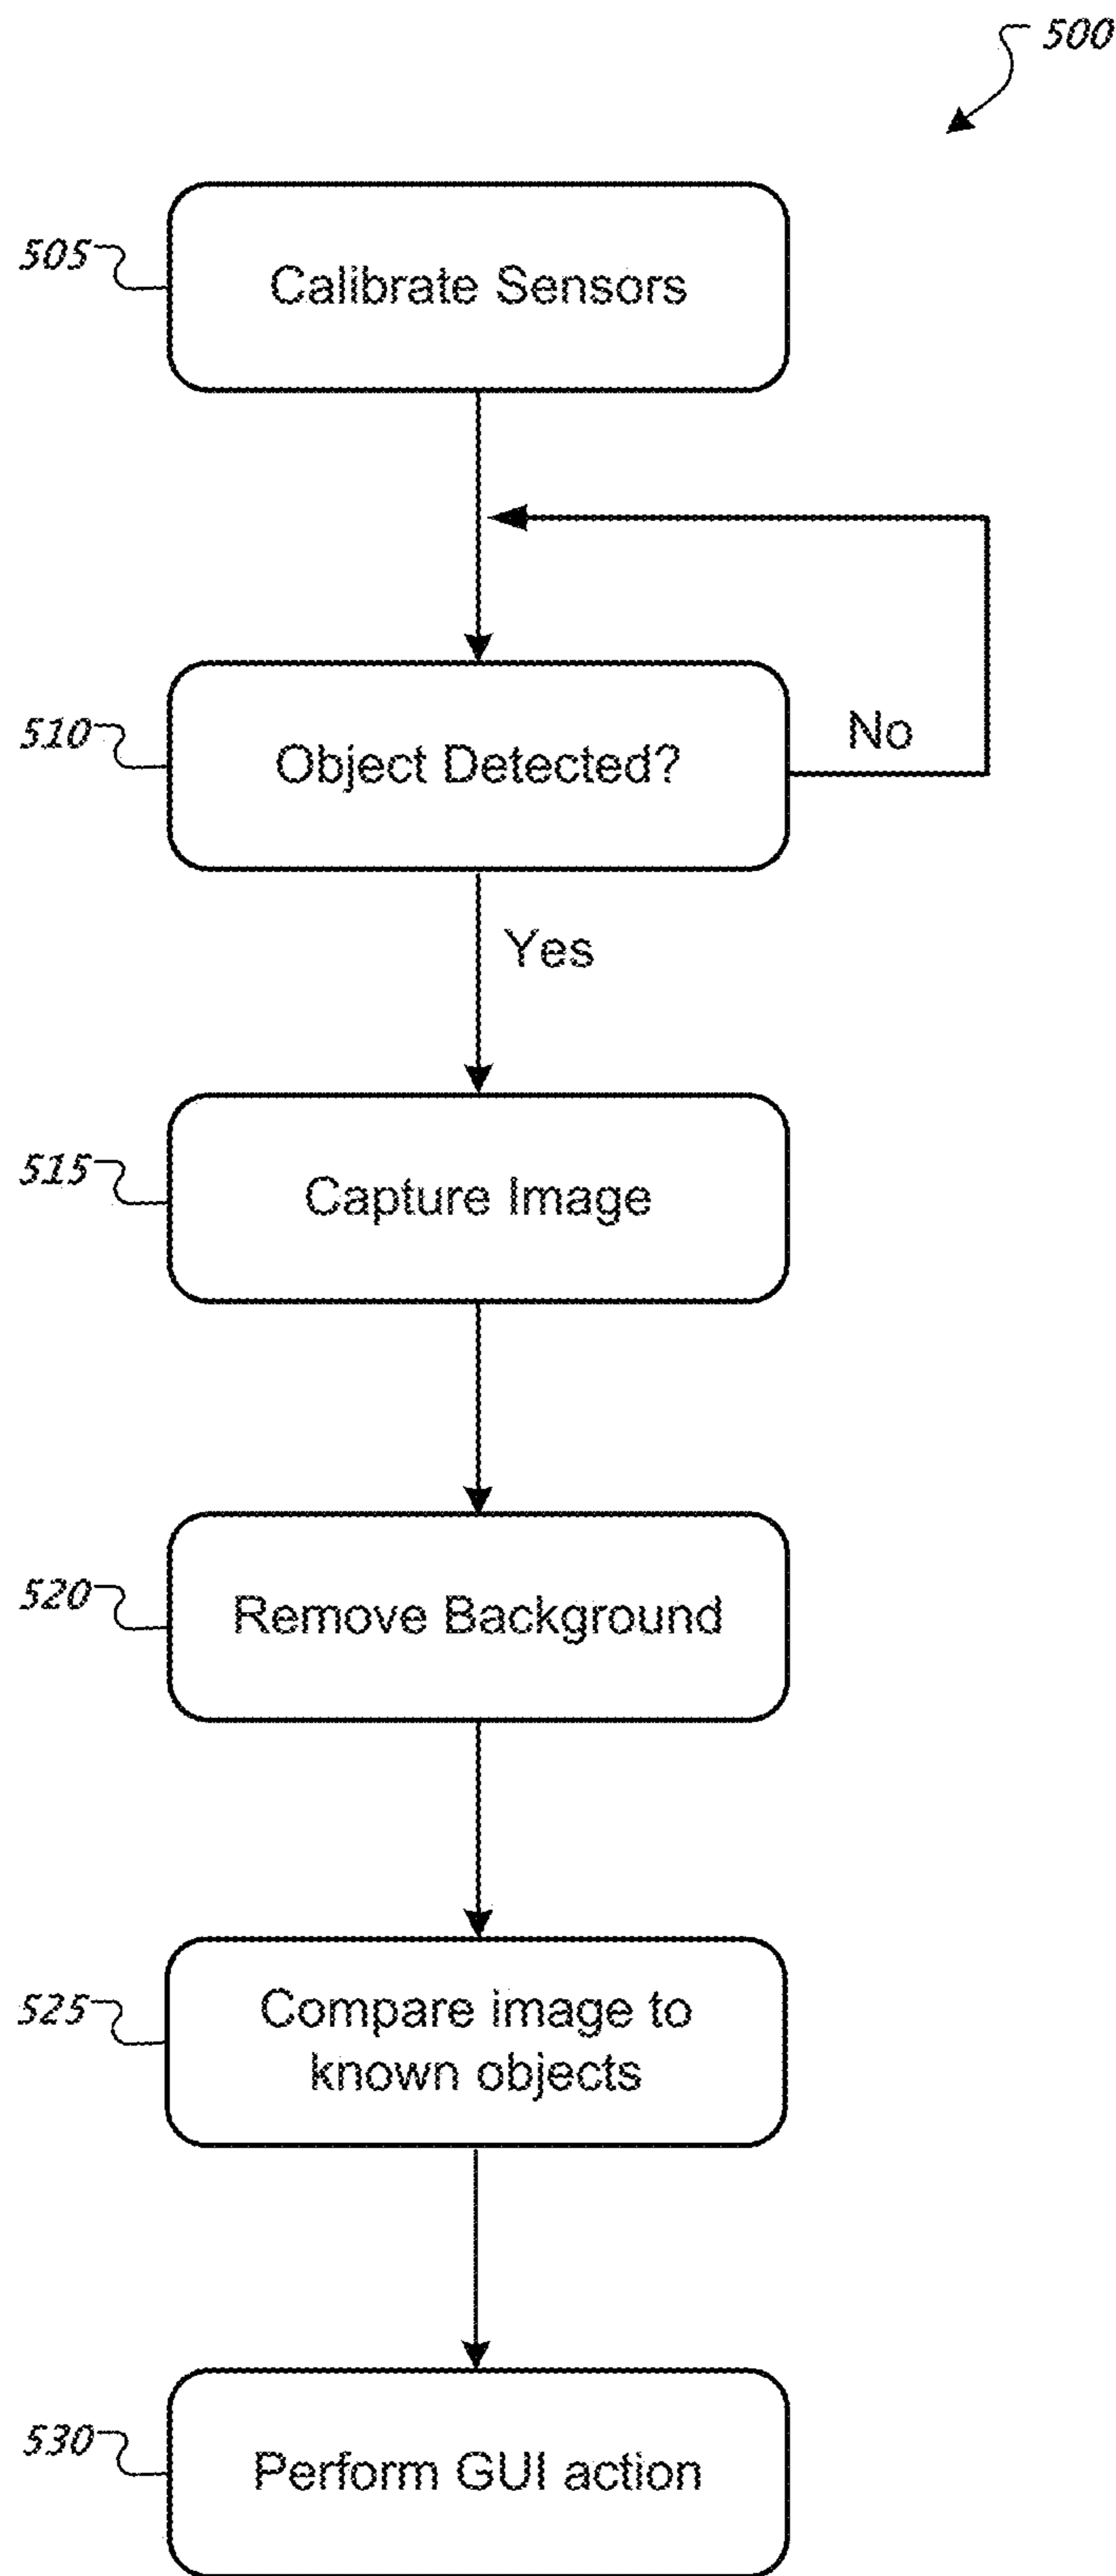 500
505
Calibrate Sensors
510
Object Detected?
No
Yes
515
Capture Image
520
Remove Background
525
Compare image to
known objects
530
Perform GUI action